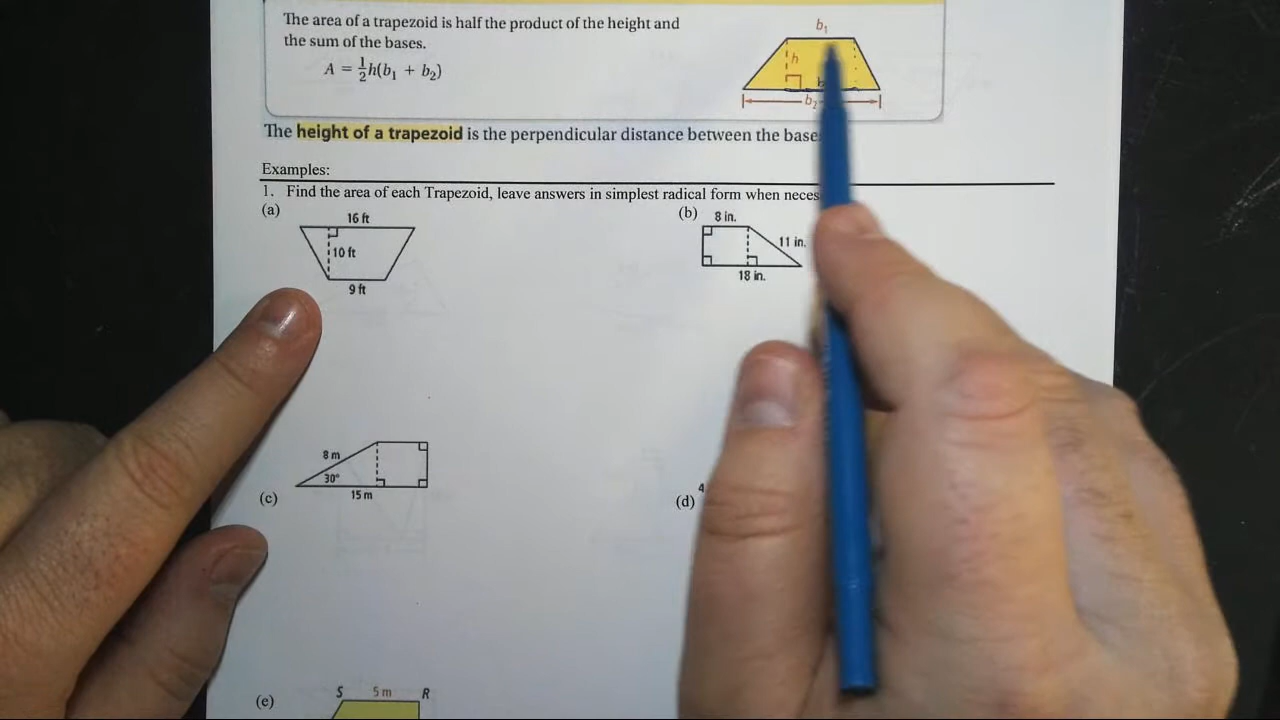 The area of a trapezoid is half the product of the height and
the sum of the bases.
A = ½h(b₁ + b₂)
b₁
h
b₂
The height of a trapezoid is the perpendicular distance between the base
Examples:
1. Find the area of each Trapezoid, leave answers in simplest radical form when
(a)
16 ft
10 ft
9 ft
(b)
8 in.
11 in.
18 in.
(c)
8 m
30°
15 m
(d)
4
(e)
S 5 m R